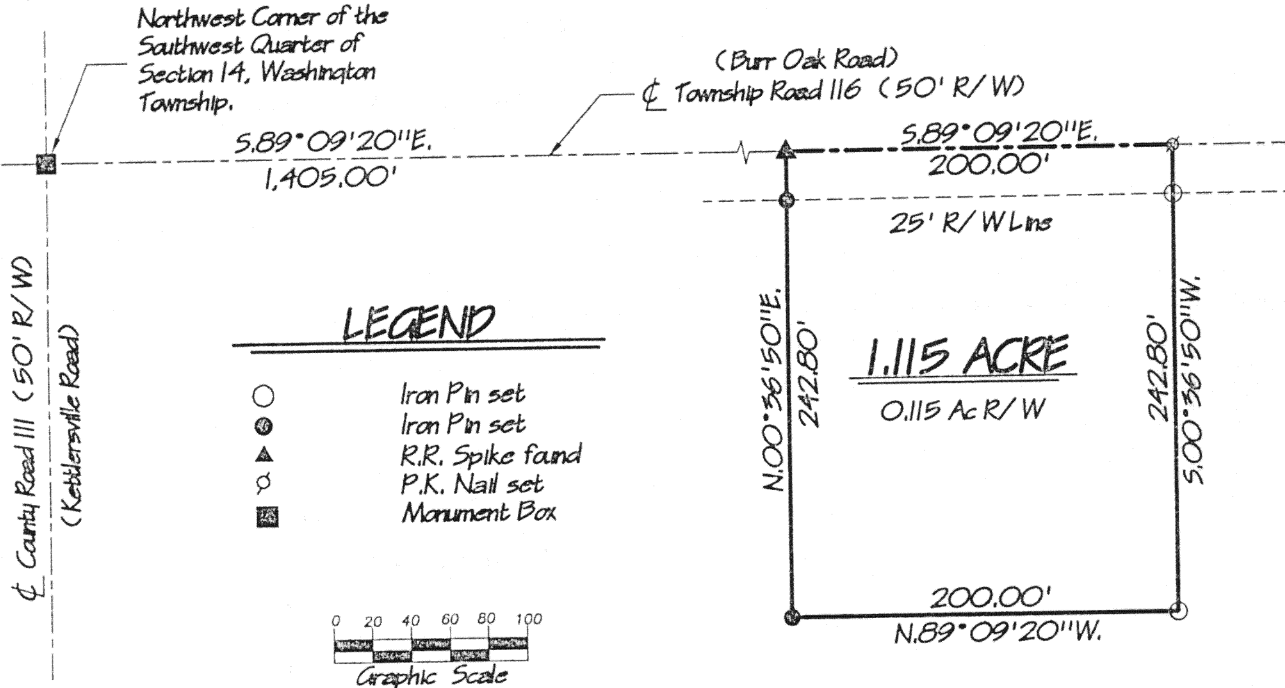 Northwest Corner of the
Southwest Quarter of
Section 14, Washington
Township.
(Burr Oak Road)
℄ Township Road 116 (50' R/W)
S.89°09'20"E.
1,405.00'
S.89°09'20"E.
200.00'
25' R/W Line
℄ County Road 111 (50' R/W)
(Kettlersville Road)
LEGEND
Iron Pin set
Iron Pin set
R.R. Spike found
P.K. Nail set
Monument Box
N.00°36'50"E.
242.80'
1.115 ACRE
0.115 Ac R/W
242.80'
S.00°36'50"W.
200.00'
N.89°09'20"W.
0 20 40 60 80 100
Graphic Scale